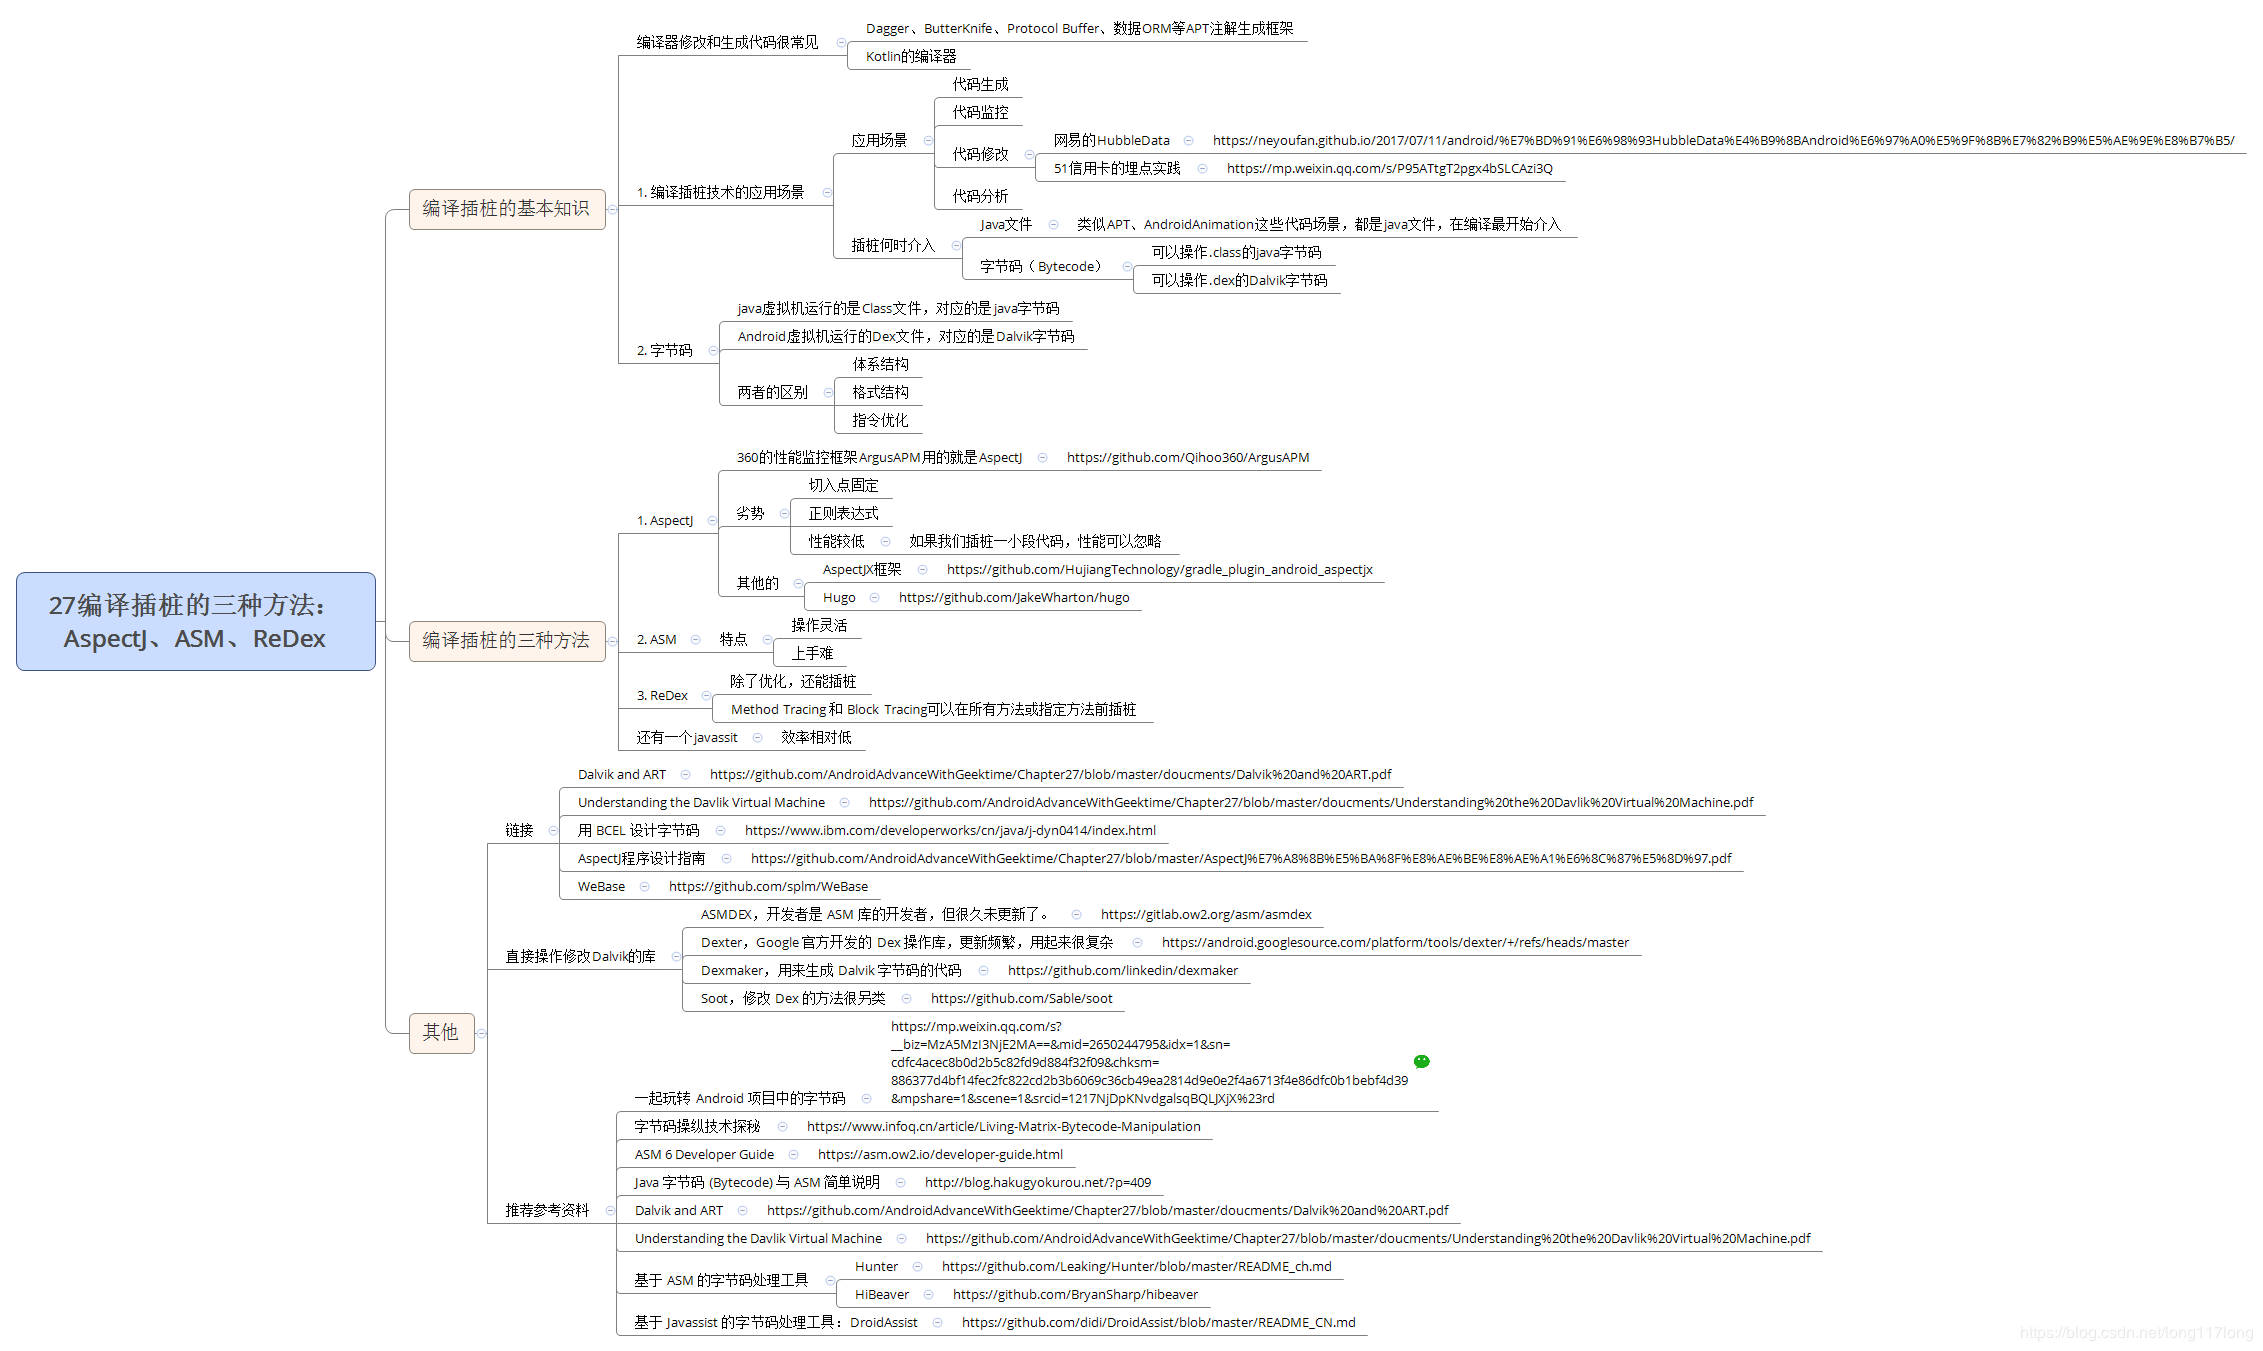 27编译插桩的三种方法：
AspectJ、ASM、ReDex
编译插桩的基本知识
编译器修改和生成代码很常见
Dagger、ButterKnife、Protocol Buffer、数据ORM等APT注解生成框架
Kotlin的编译器
1. 编译插桩技术的应用场景
应用场景
代码生成
代码监控
代码修改
网易的HubbleData
https://neyoufan.github.io/2017/07/11/android/%E7%BD%91%E6%98%93HubbleData%E4%B9%8BAndroid%E6%97%A0%E5%9F%8B%E7%82%B9%E5%AE%9E%E8%B7%B5/
51信用卡的埋点实践
https://mp.weixin.qq.com/s/P95ATtgT2pgx4bSLCAzi3Q
代码分析
插桩何时介入
Java文件
类似APT、AndroidAnimation这些代码场景，都是java文件，在编译最开始介入
字节码（Bytecode）
可以操作.class的java字节码
可以操作.dex的Dalvik字节码
2. 字节码
java虚拟机运行的是Class文件，对应的是java字节码
Android虚拟机运行的Dex文件，对应的是Dalvik字节码
两者的区别
体系结构
格式结构
指令优化
编译插桩的三种方法
1. AspectJ
360的性能监控框架ArgusAPM用的就是AspectJ
https://github.com/Qihoo360/ArgusAPM
劣势
切入点固定
正则表达式
性能较低
如果我们插桩一小段代码，性能可以忽略
其他的
AspectJX框架
https://github.com/HujiangTechnology/gradle_plugin_android_aspectjx
Hugo
https://github.com/JakeWharton/hugo
2. ASM
特点
操作灵活
上手难
3. ReDex
除了优化，还能插桩
Method Tracing 和 Block Tracing可以在所有方法或指定方法前插桩
还有一个javassit
效率相对低
其他
链接
Dalvik and ART
https://github.com/AndroidAdvanceWithGeektime/Chapter27/blob/master/doucments/Dalvik%20and%20ART.pdf
Understanding the Davlik Virtual Machine
https://github.com/AndroidAdvanceWithGeektime/Chapter27/blob/master/doucments/Understanding%20the%20Davlik%20Virtual%20Machine.pdf
用 BCEL 设计字节码
https://www.ibm.com/developerworks/cn/java/j-dyn0414/index.html
AspectJ程序设计指南
https://github.com/AndroidAdvanceWithGeektime/Chapter27/blob/master/AspectJ%E7%A8%8B%E5%BA%8F%E8%AE%BE%E8%AE%A1%E6%8C%87%E5%8D%97.pdf
WeBase
https://github.com/splm/WeBase
直接操作修改Dalvik的库
ASMDEX，开发者是 ASM 库的开发者，但很久未更新了。
https://gitlab.ow2.org/asm/asmdex
Dexter，Google 官方开发的 Dex 操作库，更新频繁，用起来很复杂
https://android.googlesource.com/platform/tools/dexter/+/refs/heads/master
Dexmaker，用来生成 Dalvik 字节码的代码
https://github.com/linkedin/dexmaker
Soot，修改 Dex 的方法很另类
https://github.com/Sable/soot
推荐参考资料
一起玩转 Android 项目中的字节码
https://mp.weixin.qq.com/s?
__biz=MzA5MzI3NjE2MA==&mid=2650244795&idx=1&sn=
cdfc4acec8b0d2b5c82fd9d884f32f09&chksm=
886377d4bf14fec2fc822cd2b3b6069c36cb49ea2814d9e0e2f4a6713f4e86dfc0b1bebf4d39
&mpshare=1&scene=1&srcid=1217NjDpKNvdgalsqBQLJXjX%23rd
字节码操纵技术探秘
https://www.infoq.cn/article/Living-Matrix-Bytecode-Manipulation
ASM 6 Developer Guide
https://asm.ow2.io/developer-guide.html
Java 字节码 (Bytecode) 与 ASM 简单说明
http://blog.hakugyokurou.net/?p=409
Dalvik and ART
https://github.com/AndroidAdvanceWithGeektime/Chapter27/blob/master/doucments/Dalvik%20and%20ART.pdf
Understanding the Davlik Virtual Machine
https://github.com/AndroidAdvanceWithGeektime/Chapter27/blob/master/doucments/Understanding%20the%20Davlik%20Virtual%20Machine.pdf
基于 ASM 的字节码处理工具
Hunter
https://github.com/Leaking/Hunter/blob/master/README_ch.md
HiBeaver
https://github.com/BryanSharp/hibeaver
基于 Javassist 的字节码处理工具：DroidAssist
https://github.com/didi/DroidAssist/blob/master/README_CN.md
https://blog.csdn.net/long117long